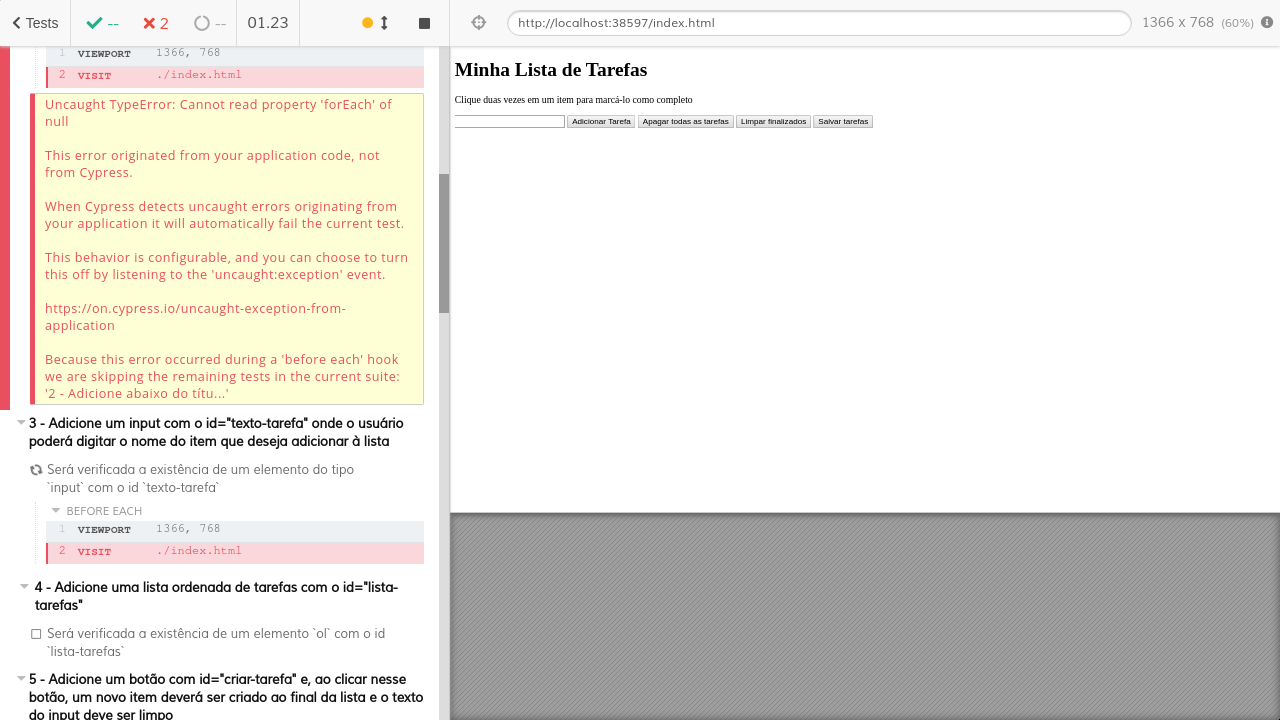 Tests
--
2
--
01.23
http://localhost:38597/index.html
1366 x 768 (60%)
1 VIEWPORT 1366, 768
2 VISIT ./index.html
Uncaught TypeError: Cannot read property 'forEach' of
null
This error originated from your application code, not
from Cypress.
When Cypress detects uncaught errors originating from
your application it will automatically fail the current test.
This behavior is configurable, and you can choose to turn
this off by listening to the 'uncaught:exception' event.
https://on.cypress.io/uncaught-exception-from-
application
Because this error occurred during a 'before each' hook
we are skipping the remaining tests in the current suite:
'2 - Adicione abaixo do títu...'
3 - Adicione um input com o id="texto-tarefa" onde o usuário
poderá digitar o nome do item que deseja adicionar à lista
Será verificada a existência de um elemento do tipo
`input` com o id `texto-tarefa`
BEFORE EACH
1 VIEWPORT 1366, 768
2 VISIT ./index.html
4 - Adicione uma lista ordenada de tarefas com o id="lista-
tarefas"
Será verificada a existência de um elemento `ol` com o id
`lista-tarefas`
5 - Adicione um botão com id="criar-tarefa" e, ao clicar nesse
botão, um novo item deverá ser criado ao final da lista e o texto
do input deve ser limpo
Minha Lista de Tarefas
Clique duas vezes em um item para marcá-lo como completo
Adicionar Tarefa Apagar todas as tarefas Limpar finalizados Salvar tarefas